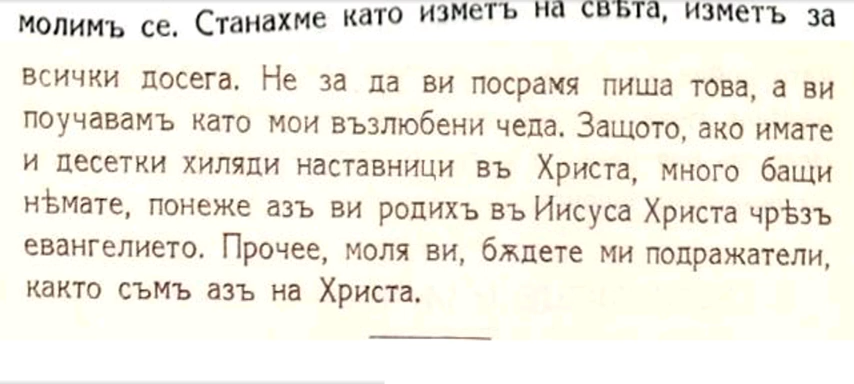 молимъ се. Станахме като изметъ на свѣта, изметъ за
всички досега. Не за да ви посрамя пиша това, а ви
поучавамъ като мои възлюбени чеда. Защото, ако имате
и десетки хиляди наставници въ Христа, много бащи
нѣмате, понеже азъ ви родихъ въ Иисуса Христа чрѣзъ
евангелието. Прочее, моля ви, бѫдете ми подражатели,
както съмъ азъ на Христа.